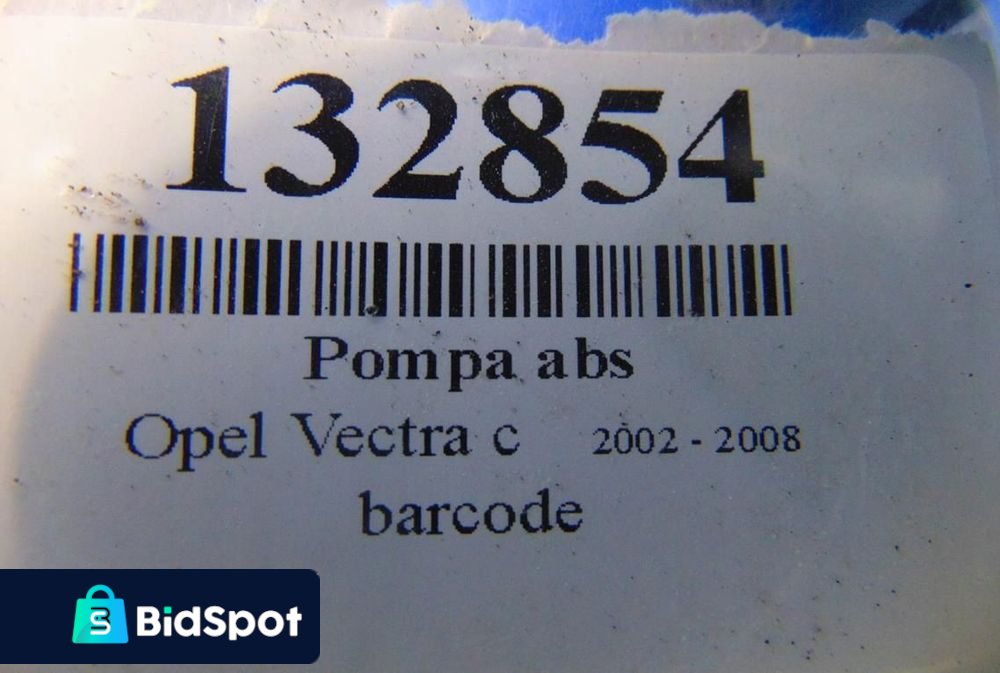 132854
Pompa abs
Opel Vectra c 2002 - 2008
barcode
BidSpot